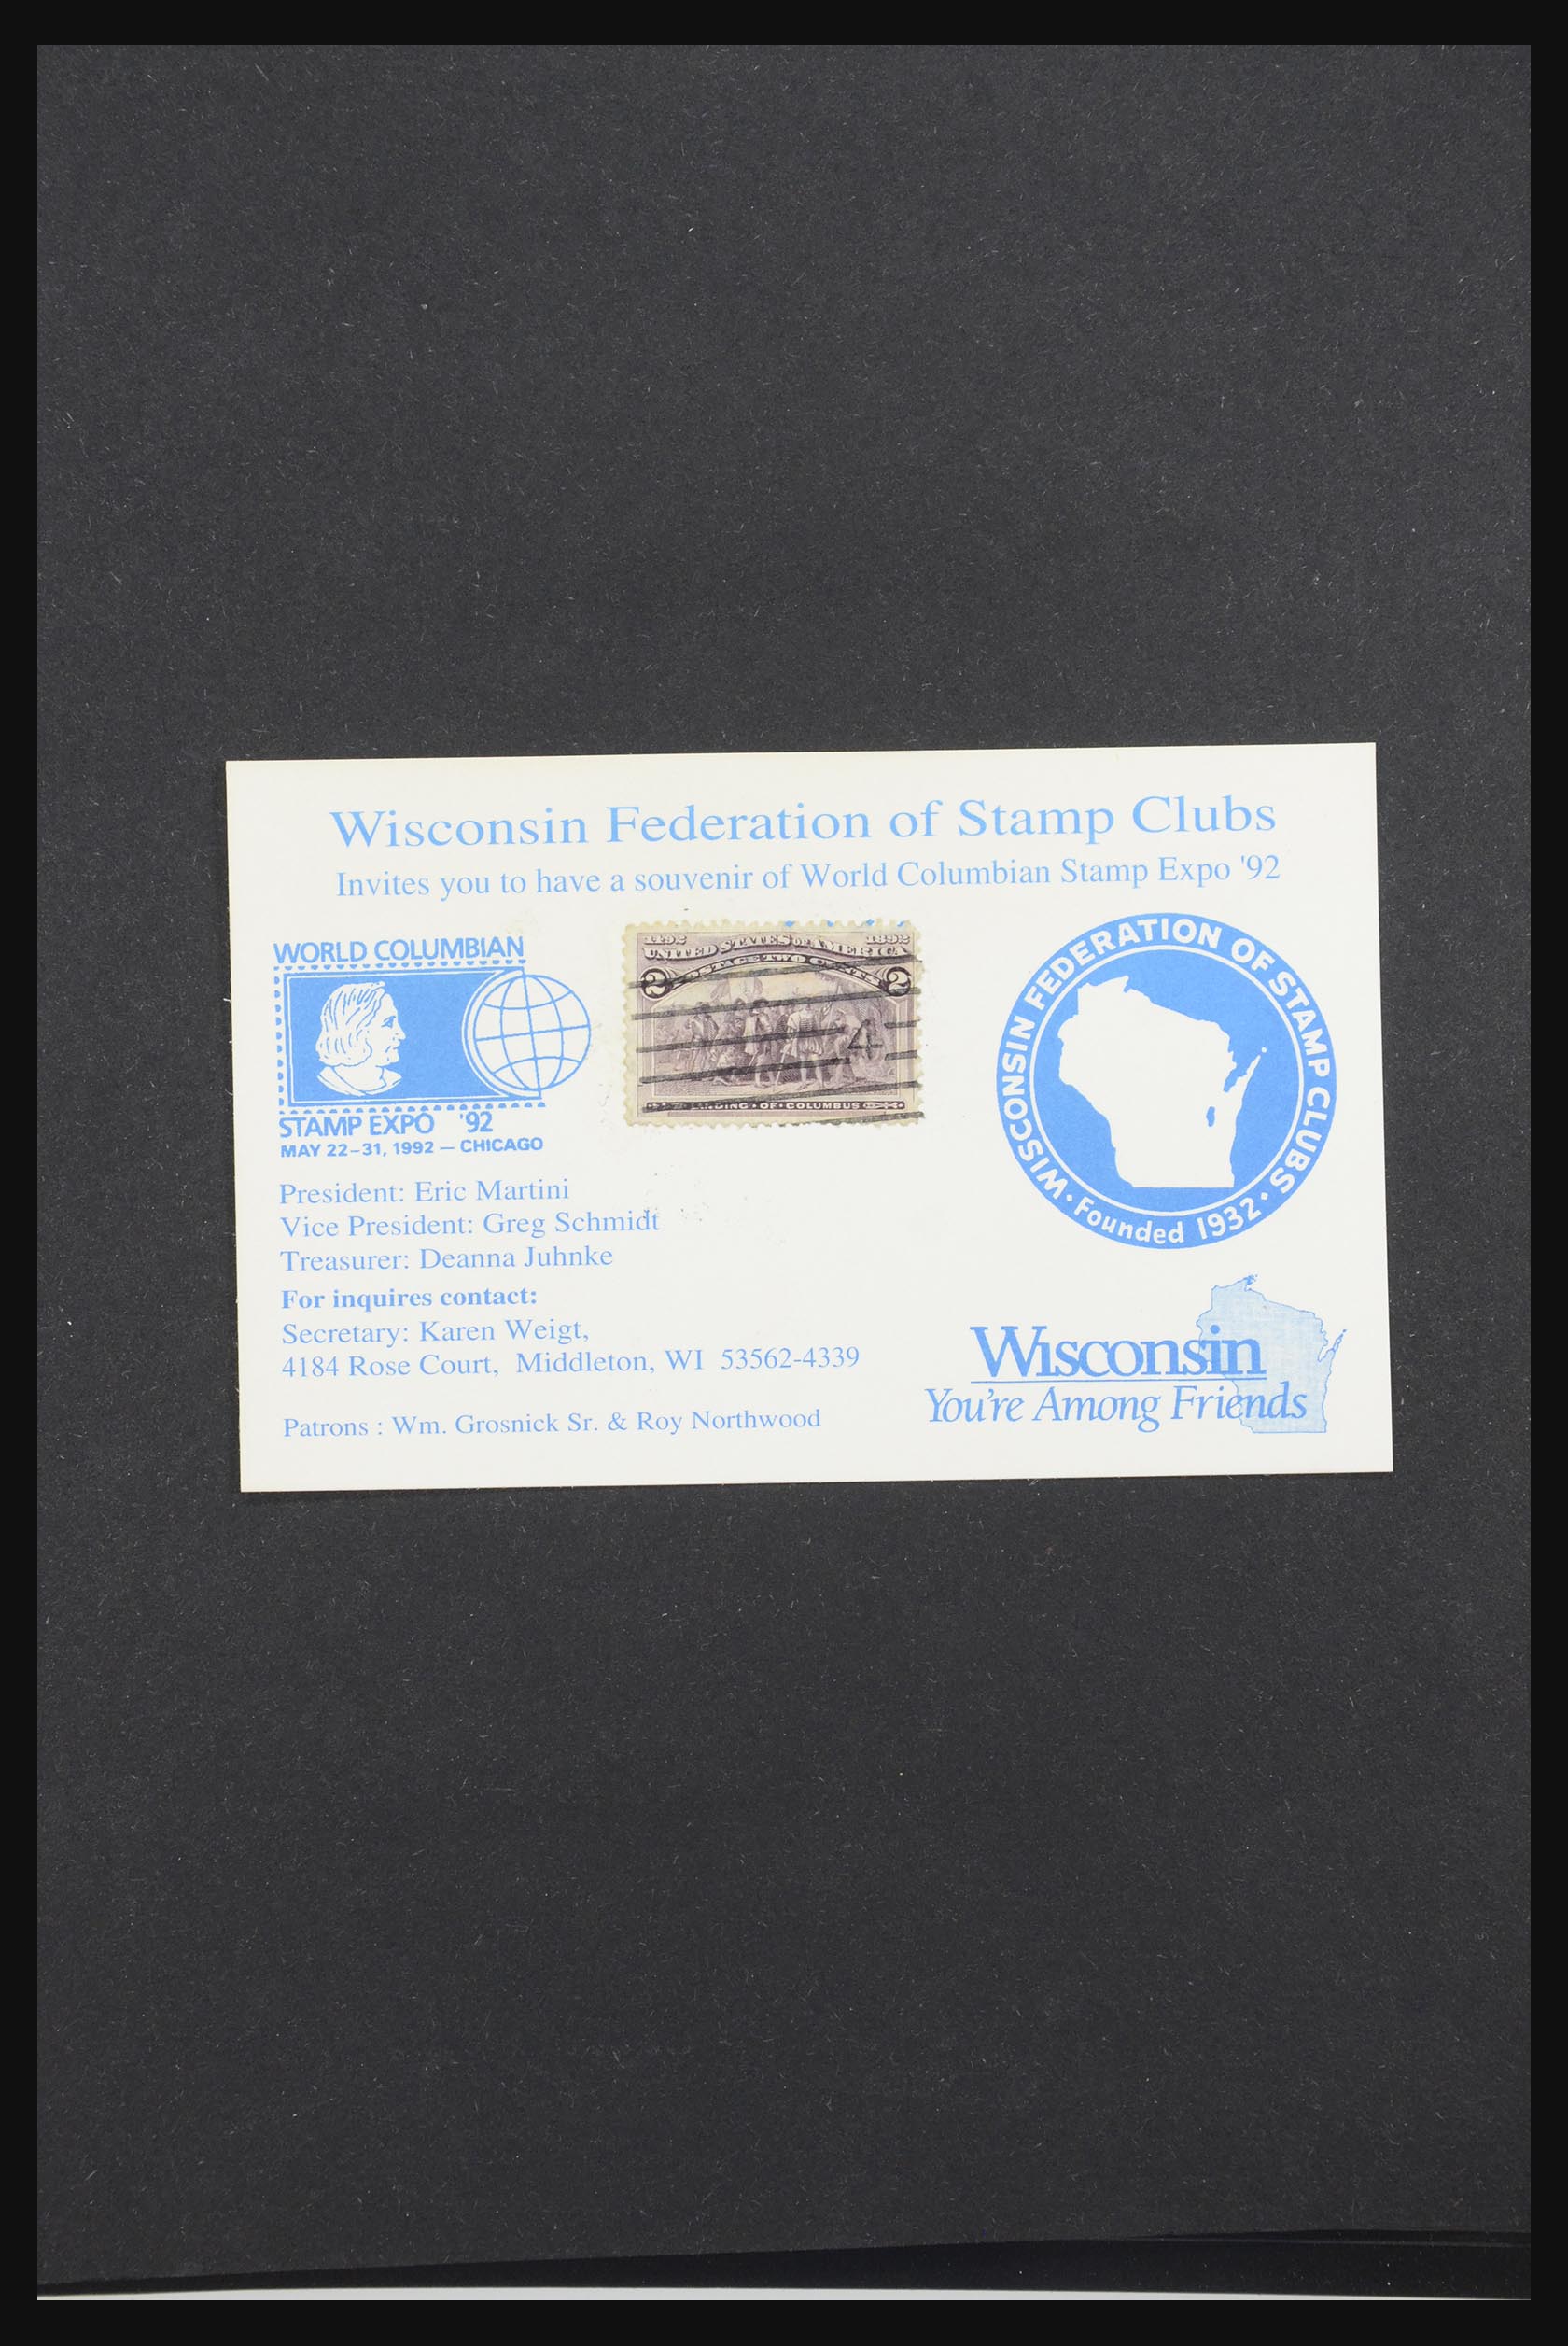 Wisconsin Federation of Stamp Clubs
Invites you to have a souvenir of World Columbian Stamp Expo '92
WORLD COLUMBIAN
STAMP EXPO '92
MAY 22–31, 1992 — CHICAGO
1492 1892
UNITED STATES OF AMERICA
POSTAGE TWO CENTS
2 2
4
LANDING · OF · COLUMBUS
WISCONSIN FEDERATION OF STAMP CLUBS
· Founded 1932 ·
President: Eric Martini
Vice President: Greg Schmidt
Treasurer: Deanna Juhnke
For inquires contact:
Secretary: Karen Weigt,
4184 Rose Court, Middleton, WI 53562-4339
Patrons : Wm. Grosnick Sr. & Roy Northwood
Wisconsin
You're Among Friends